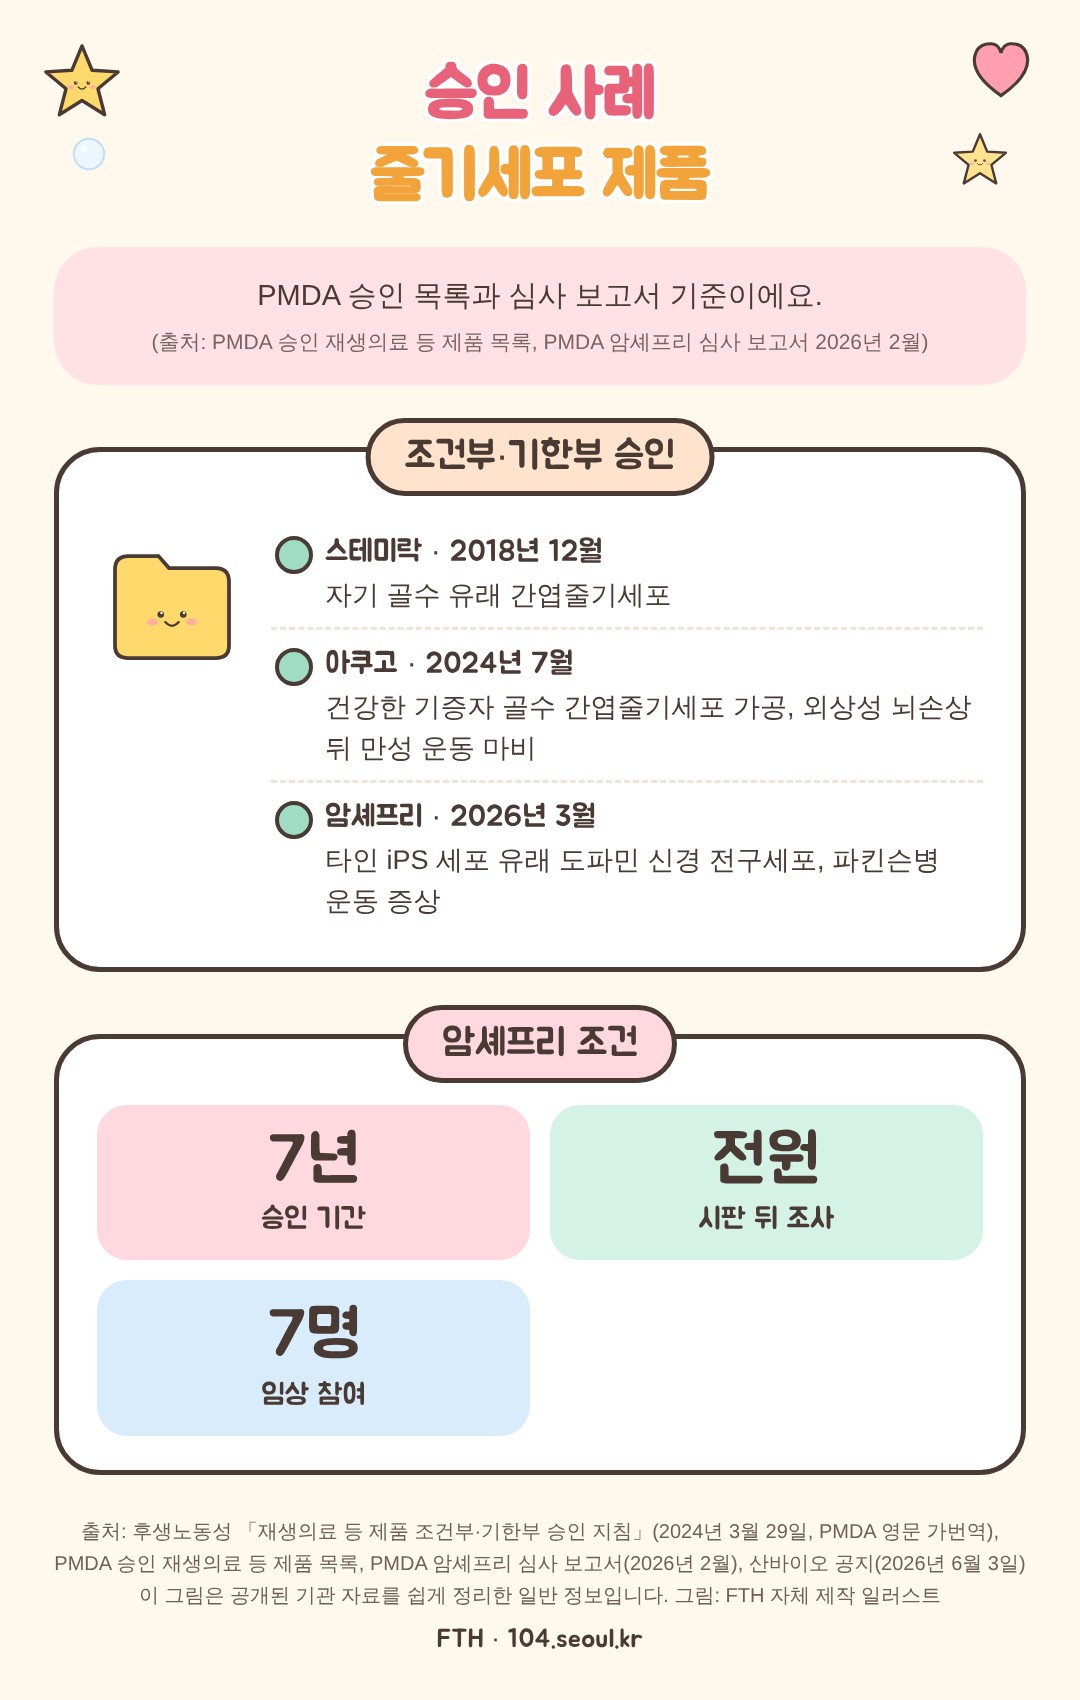 승인 사례
줄기세포 제품
PMDA 승인 목록과 심사 보고서 기준이에요.
(출처: PMDA 승인 재생의료 등 제품 목록, PMDA 암셰프리 심사 보고서 2026년 2월)
조건부·기한부 승인
스테미락 · 2018년 12월
자기 골수 유래 간엽줄기세포
아쿠고 · 2024년 7월
건강한 기증자 골수 간엽줄기세포 가공, 외상성 뇌손상
뒤 만성 운동 마비
암셰프리 · 2026년 3월
타인 iPS 세포 유래 도파민 신경 전구세포, 파킨슨병
운동 증상
암셰프리 조건
7년
승인 기간
전원
시판 뒤 조사
7명
임상 참여
출처: 후생노동성 「재생의료 등 제품 조건부·기한부 승인 지침」(2024년 3월 29일, PMDA 영문 가번역),
PMDA 승인 재생의료 등 제품 목록, PMDA 암셰프리 심사 보고서(2026년 2월), 산바이오 공지(2026년 6월 3일)
이 그림은 공개된 기관 자료를 쉽게 정리한 일반 정보입니다. 그림: FTH 자체 제작 일러스트
FTH · 104.seoul.kr